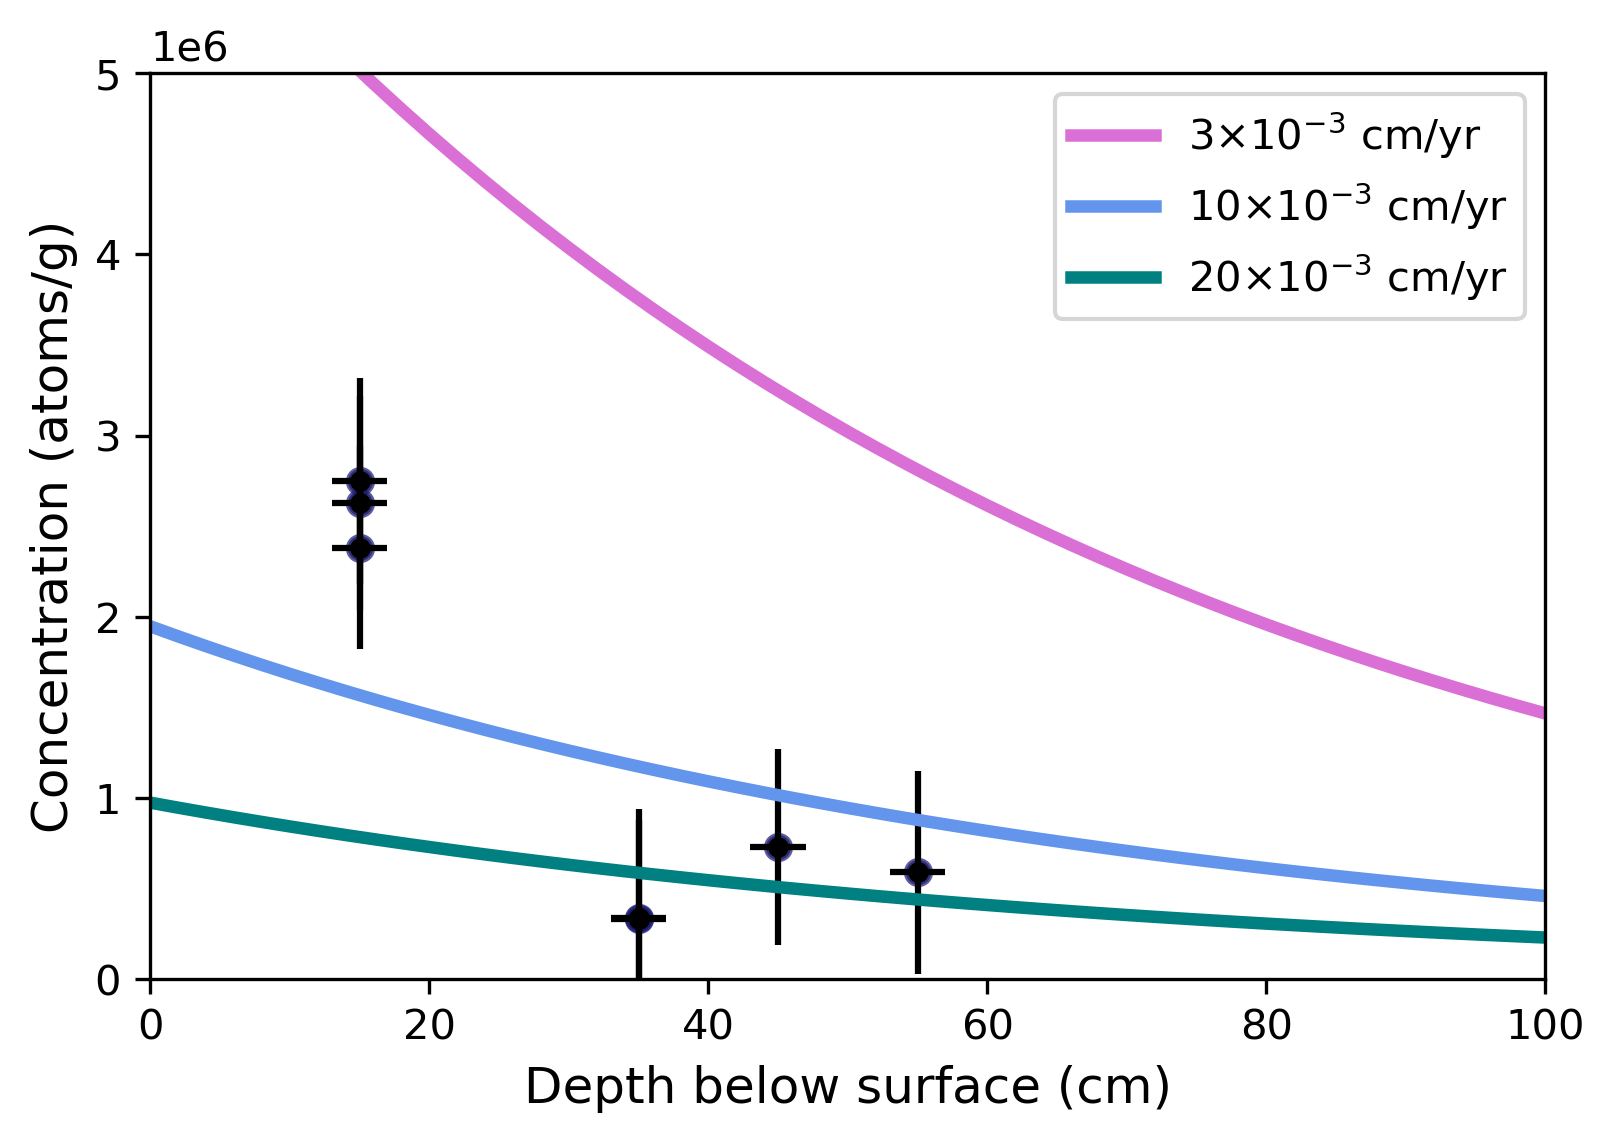 1e6
5
4
3
2
1
0
Concentration (atoms/g)
3×10⁻³ cm/yr
10×10⁻³ cm/yr
20×10⁻³ cm/yr
0 20 40 60 80 100
Depth below surface (cm)